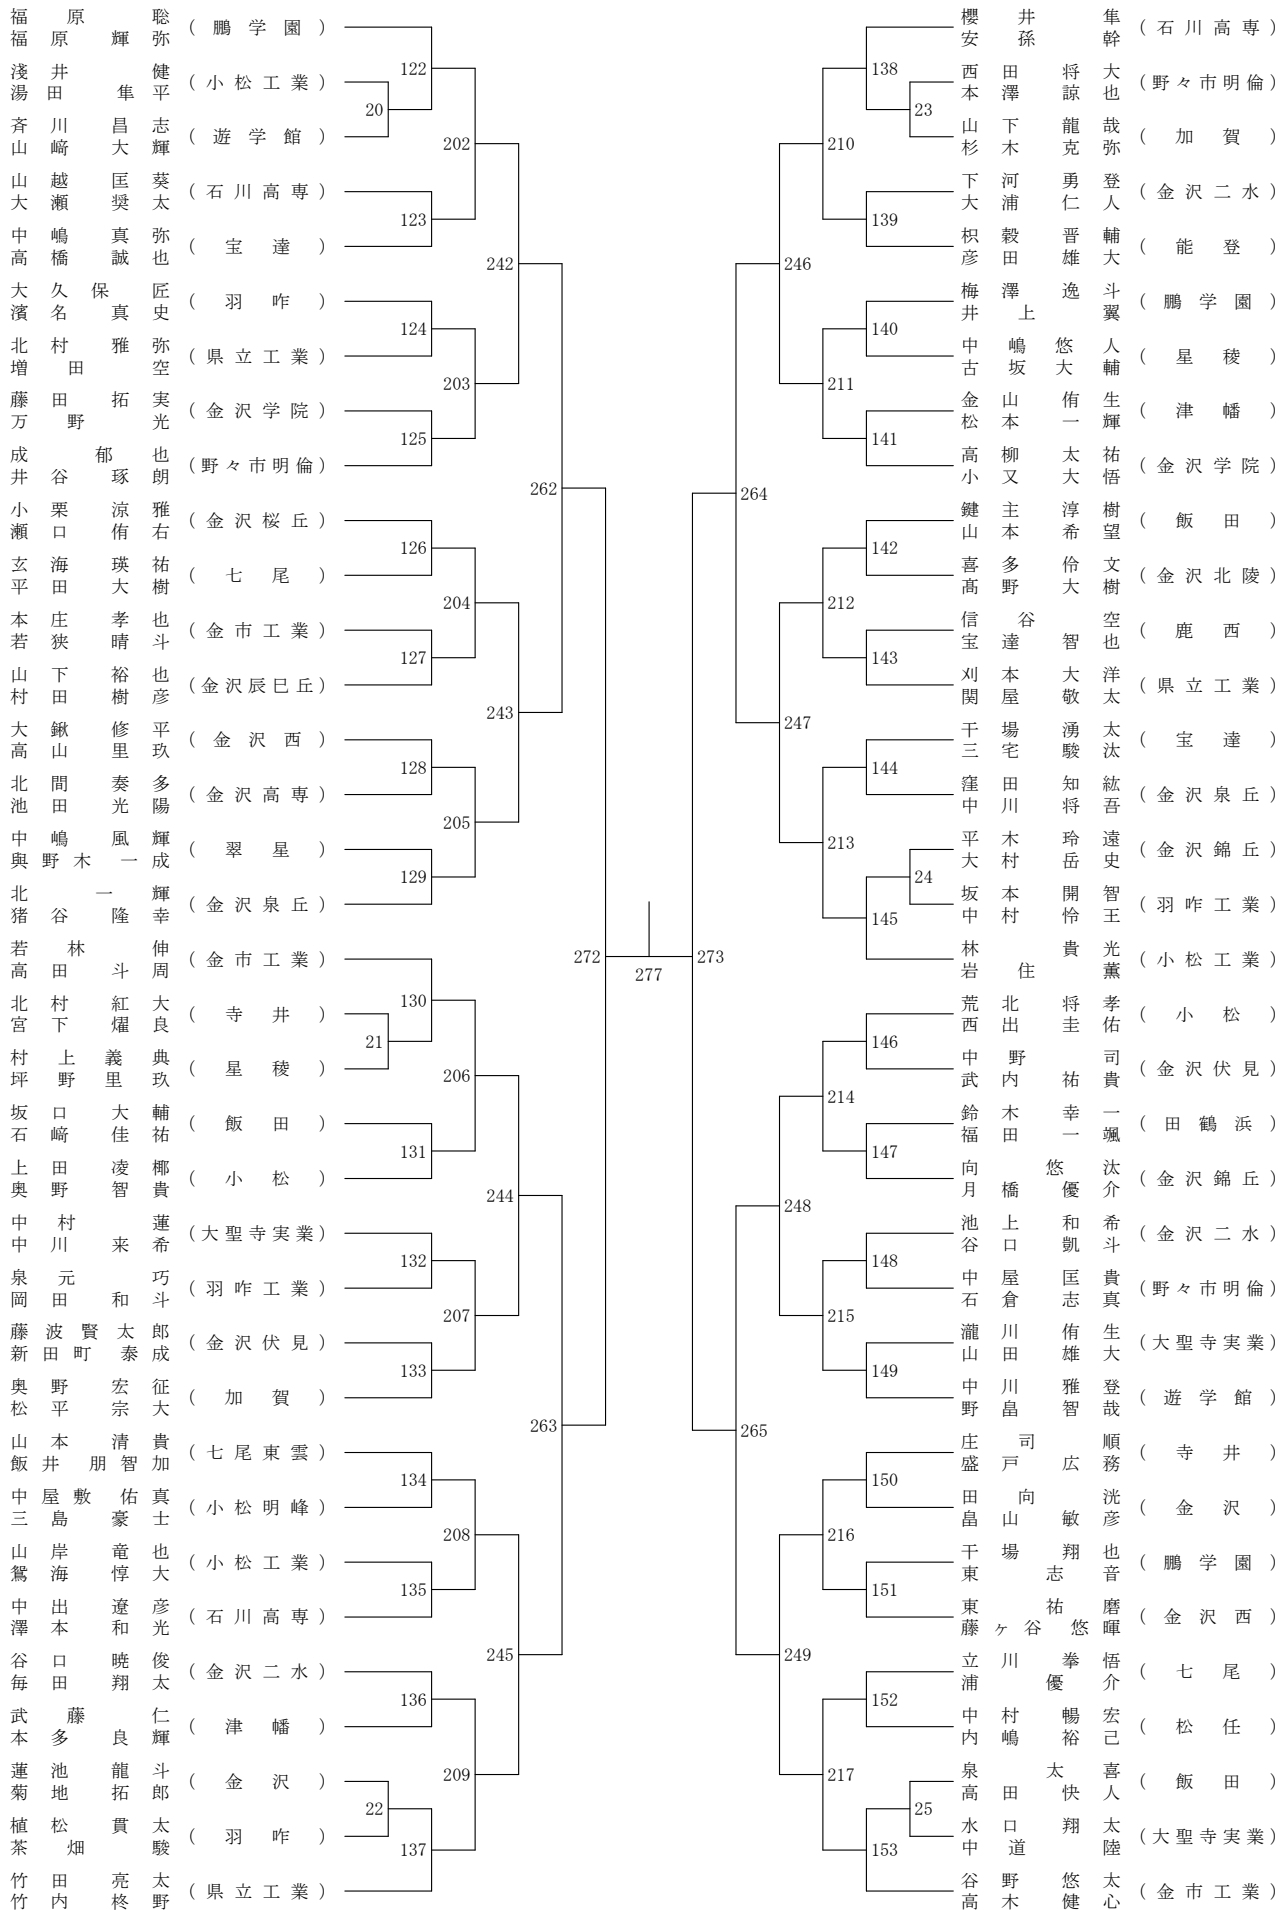 福原聡
福原輝弥
(鵬学園)
淺井健
湯田隼平
(小松工業)
斉川昌志
山﨑大輝
(遊学館)
山越匡葵
大瀬奨太
(石川高専)
中嶋真弥
高橋誠也
(宝達)
大久保匠
濱名真史
(羽咋)
北村雅弥
増田空
(県立工業)
藤田拓実
万野光
(金沢学院)
成郁也
井谷琢朗
(野々市明倫)
小栗涼雅
瀬口侑右
(金沢桜丘)
玄海瑛祐
平田大樹
(七尾)
本庄孝也
若狭晴斗
(金市工業)
山下裕也
村田樹彦
(金沢辰巳丘)
大鍬修平
高山里玖
(金沢西)
北間奏多
池田光陽
(金沢高専)
中嶋風輝
與野木一成
(翠星)
北一輝
猪谷隆幸
(金沢泉丘)
若林伸
高田斗周
(金市工業)
北村紅大
宮下燿良
(寺井)
村上義典
坪野里玖
(星稜)
坂口大輔
石﨑佳祐
(飯田)
上田凌椰
奥野智貴
(小松)
中村蓮
中川来希
(大聖寺実業)
泉元巧
岡田和斗
(羽咋工業)
藤波賢太郎
新田町泰成
(金沢伏見)
奥野宏征
松平宗大
(加賀)
山本清貴
飯井朋智加
(七尾東雲)
中屋敷佑真
三島豪士
(小松明峰)
山岸竜也
鴛海惇大
(小松工業)
中出遼彦
澤本和光
(石川高専)
谷口暁俊
毎田翔太
(金沢二水)
武藤仁
本多良輝
(津幡)
蓮池龍斗
菊地拓郎
(金沢)
植松貫太
茶畑駿
(羽咋)
竹田亮太
竹内柊野
(県立工業)
20
21
22
122
123
124
125
126
127
128
129
130
131
132
133
134
135
136
137
202
203
204
205
206
207
208
209
242
243
244
245
262
263
272
277
273
264
265
246
247
248
249
210
211
212
213
214
215
216
217
138
139
140
141
142
143
144
145
146
147
148
149
150
151
152
153
23
24
25
櫻井隼
安孫幹
(石川高専)
西田将大
本澤諒也
(野々市明倫)
山下龍哉
杉木克弥
(加賀)
下河勇登
大浦仁人
(金沢二水)
枳穀晋輔
彦田雄大
(能登)
梅澤逸斗
井上翼
(鵬学園)
中嶋悠人
古坂大輔
(星稜)
金山侑生
松本一輝
(津幡)
高柳太祐
小又大悟
(金沢学院)
鍵主淳樹
山本希望
(飯田)
喜多伶文
髙野大樹
(金沢北陵)
信谷空
宝達智也
(鹿西)
刈本大洋
関屋敬太
(県立工業)
干場湧太
三宅駿汰
(宝達)
窪田知紘
中川将吾
(金沢泉丘)
平木玲遠
大村岳史
(金沢錦丘)
坂本開智
中村怜王
(羽咋工業)
林貴光
岩住薫
(小松工業)
荒北将孝
西出圭佑
(小松)
中野司
武内祐貴
(金沢伏見)
鈴木幸一
福田一颯
(田鶴浜)
向悠汰
月橋優介
(金沢錦丘)
池上和希
谷口凱斗
(金沢二水)
中屋匡貴
石倉志真
(野々市明倫)
瀧川侑生
山田雄大
(大聖寺実業)
中川雅登
野畠智哉
(遊学館)
庄司順
盛戸広務
(寺井)
田向洸
畠山敏彦
(金沢)
干場翔也
東志音
(鵬学園)
東祐磨
藤ヶ谷悠暉
(金沢西)
立川拳悟
浦優介
(七尾)
中村暢宏
内嶋裕己
(松任)
泉太喜
高田快人
(飯田)
水口翔太
中道陸
(大聖寺実業)
谷野悠太
高木健心
(金市工業)